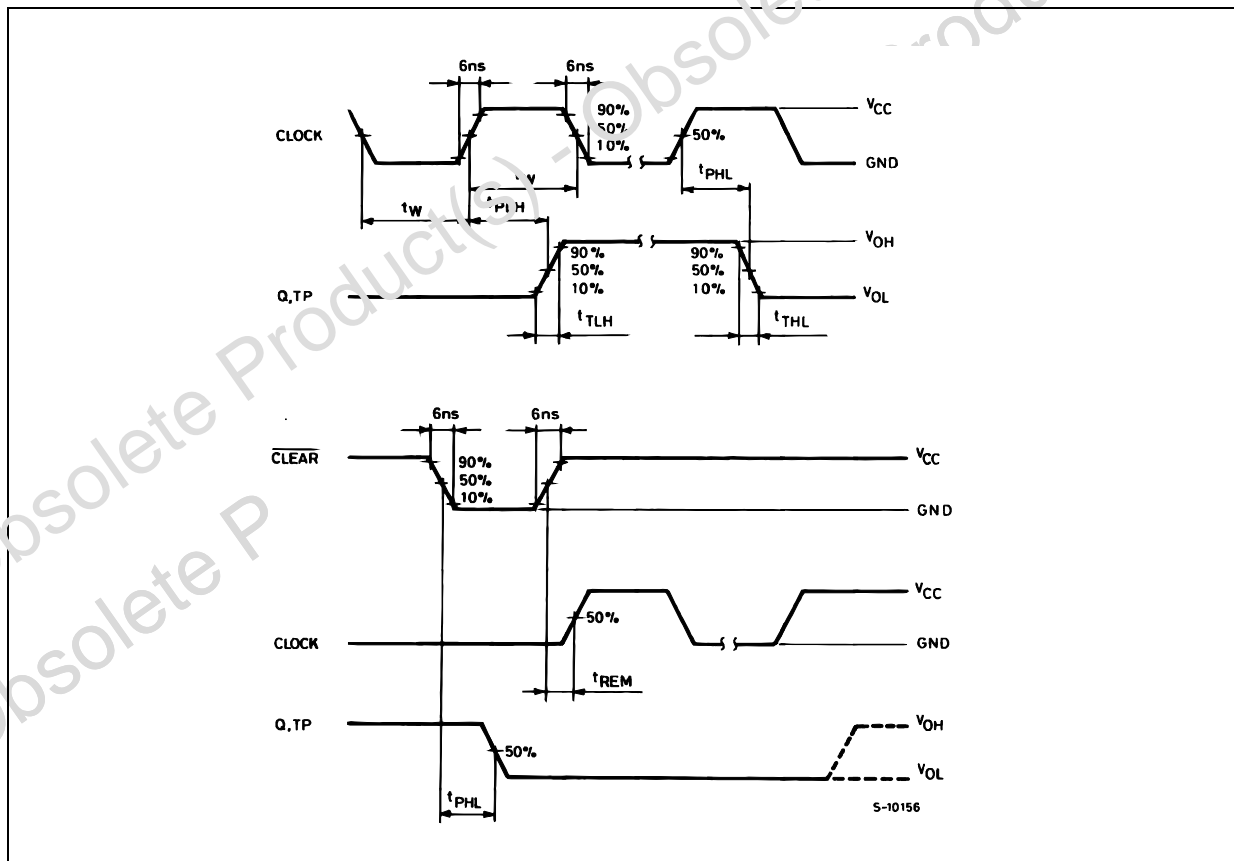 Obsolete Product(s) - Obsolete Product
Obsolete P
6ns 6ns
CLOCK
90%
50%
10%
50%
VCC
GND
tW
tW
tPLH
tPHL
Q,TP
90%
50%
10%
90%
50%
10%
VOH
VOL
tTLH
tTHL
6ns 6ns
CLEAR
90%
50%
10%
VCC
GND
CLOCK
50%
VCC
GND
tREM
Q,TP
50%
VOH
VOL
tPHL
S-10156